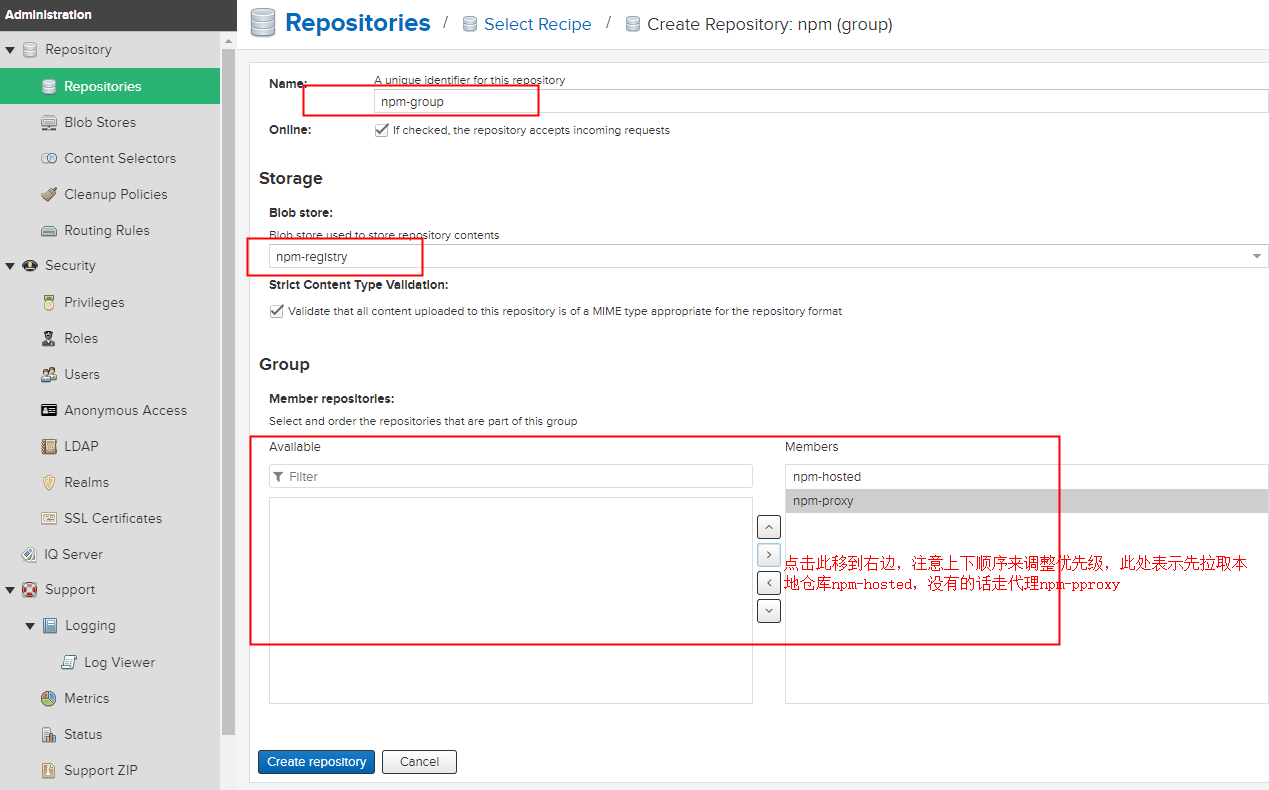 Administration
Repository
Repositories
Blob Stores
Content Selectors
Cleanup Policies
Routing Rules
Security
Privileges
Roles
Users
Anonymous Access
LDAP
Realms
SSL Certificates
IQ Server
Support
Logging
Log Viewer
Metrics
Status
Support ZIP
Repositories / Select Recipe / Create Repository: npm (group)
Name: A unique identifier for this repository
npm-group
Online: If checked, the repository accepts incoming requests
Storage
Blob store:
Blob store used to store repository contents
npm-registry
Strict Content Type Validation:
Validate that all content uploaded to this repository is of a MIME type appropriate for the repository format
Group
Member repositories:
Select and order the repositories that are part of this group
Available
Filter
Members
npm-hosted
npm-proxy
点击此移到右边，注意上下顺序来调整优先级，此处表示先拉取本
地仓库npm-hosted，没有的话走代理npm-pproxy
Create repository
Cancel